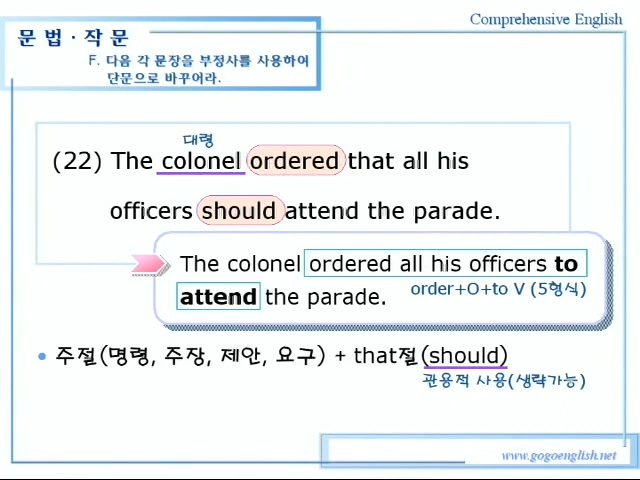 Comprehensive English
문법·작문
F. 다음 각 문장을 부정사를 사용하여
단문으로 바꾸어라.
대령
(22) The colonel ordered that all his
officers should attend the parade.
The colonel ordered all his officers to
attend the parade.
order+O+to V (5형식)
• 주절(명령, 주장, 제안, 요구) + that절(should)
관용적 사용(생략가능)
www.gogoenglish.net